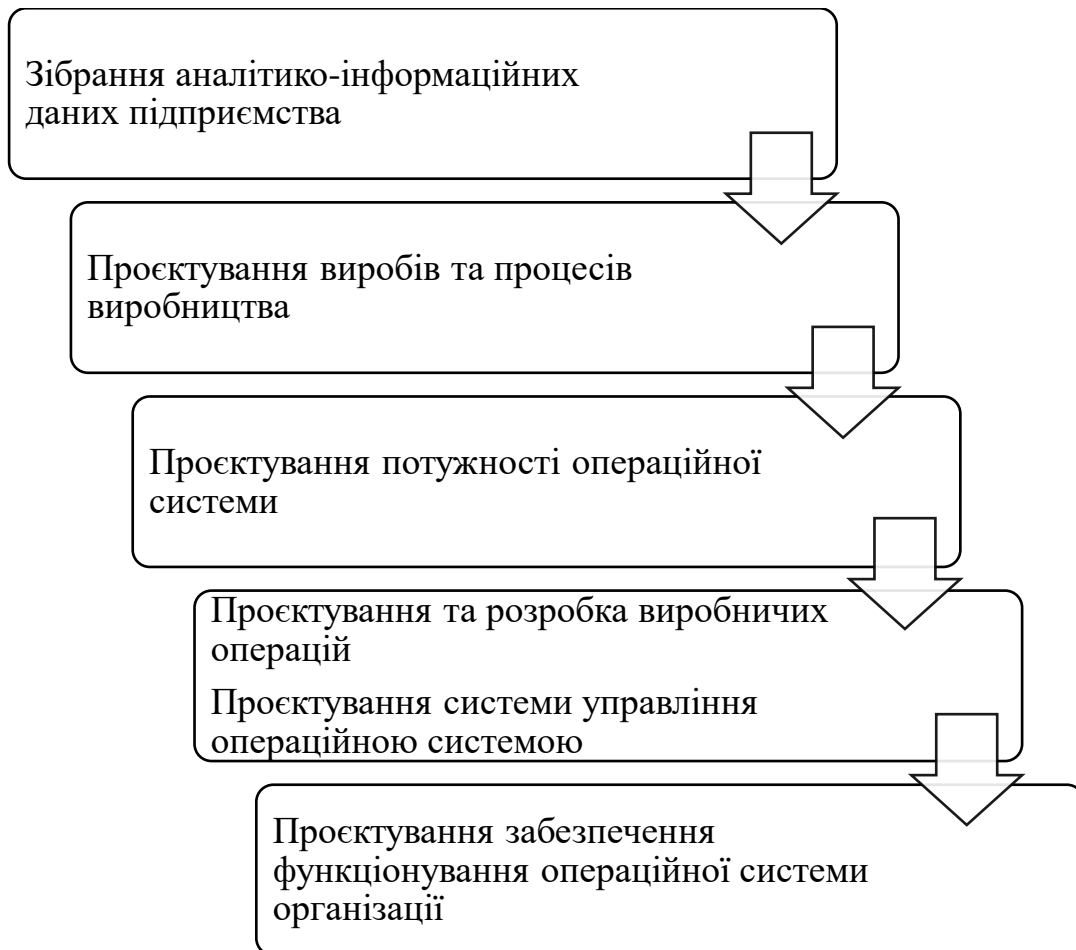 Зібрання аналітико-інформаційних
даних підприємства
Проєктування виробів та процесів
виробництва
Проєктування потужності операційної
системи
Проєктування та розробка виробничих
операцій
Проєктування системи управління
операційною системою
Проєктування забезпечення
функціонування операційної системи
організації